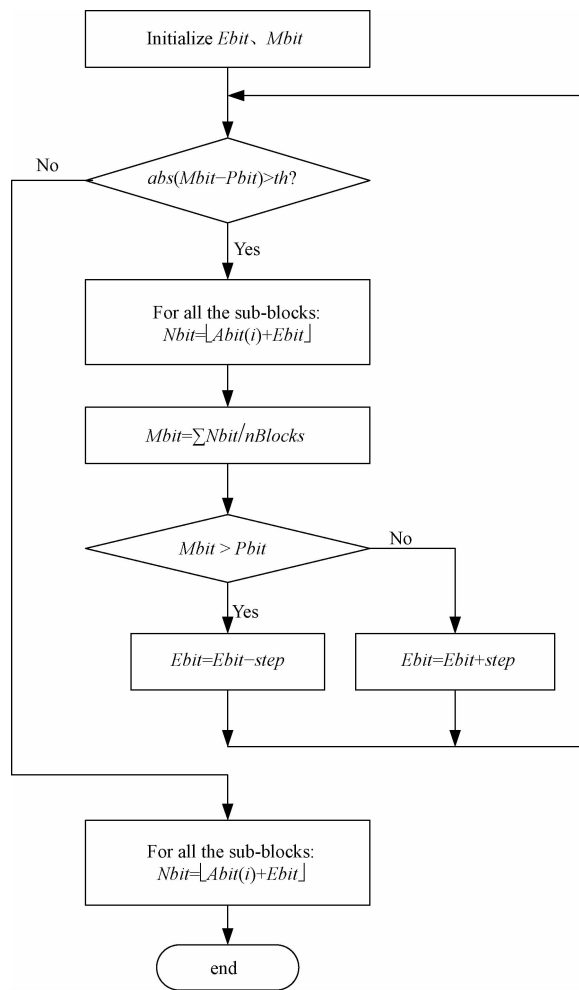 Initialize Ebit、Mbit
No
abs(Mbit−Pbit)>th?
Yes
For all the sub-blocks:
Nbit=⌊Abit(i)+Ebit⌋
Mbit=∑Nbit/nBlocks
Mbit > Pbit
No
Yes
Ebit=Ebit−step
Ebit=Ebit+step
For all the sub-blocks:
Nbit=⌊Abit(i)+Ebit⌋
end